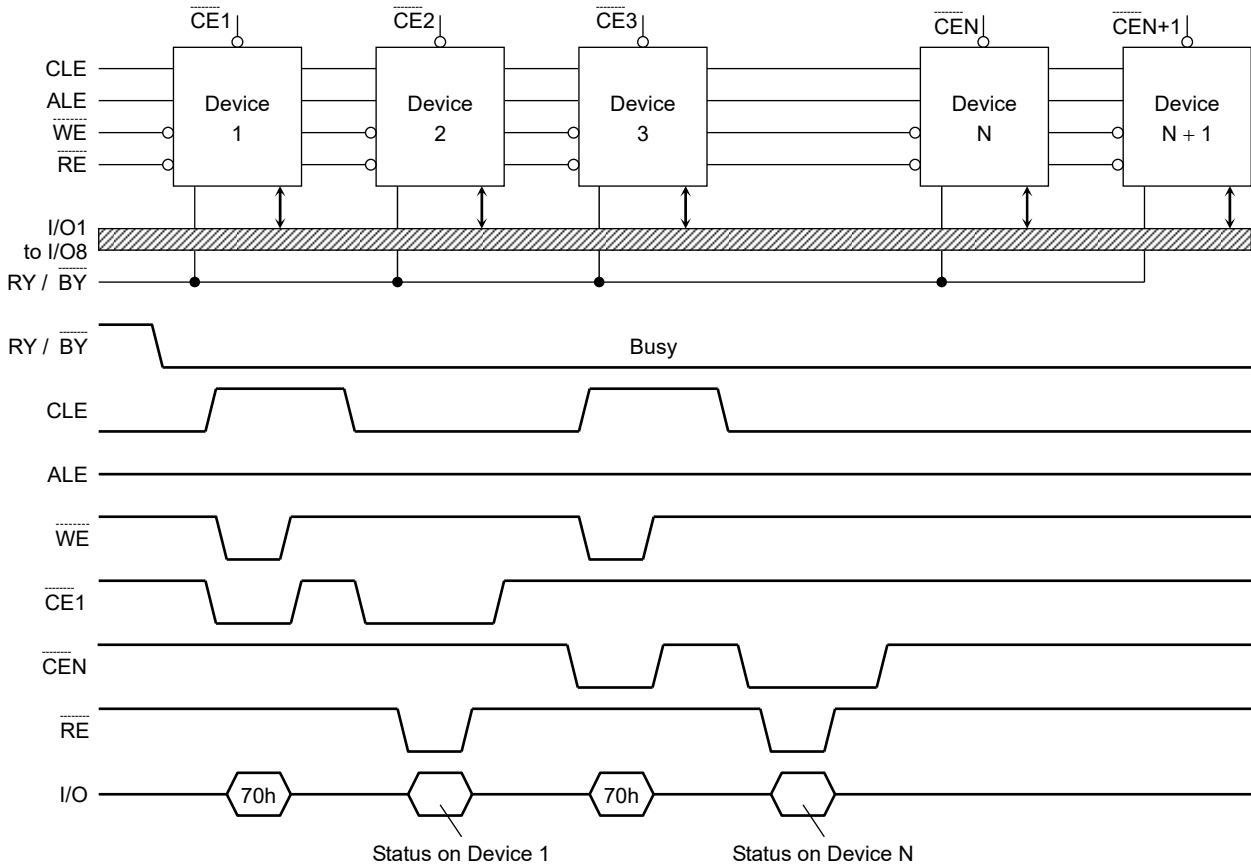 CE1 CE2 CE3 CEN CEN+1
CLE
ALE
WE
RE
Device 1
Device 2
Device 3
Device N
Device N + 1
I/O1
to I/O8
RY / BY
RY / BY
Busy
CLE
ALE
WE
CE1
CEN
RE
I/O
70h
70h
Status on Device 1
Status on Device N